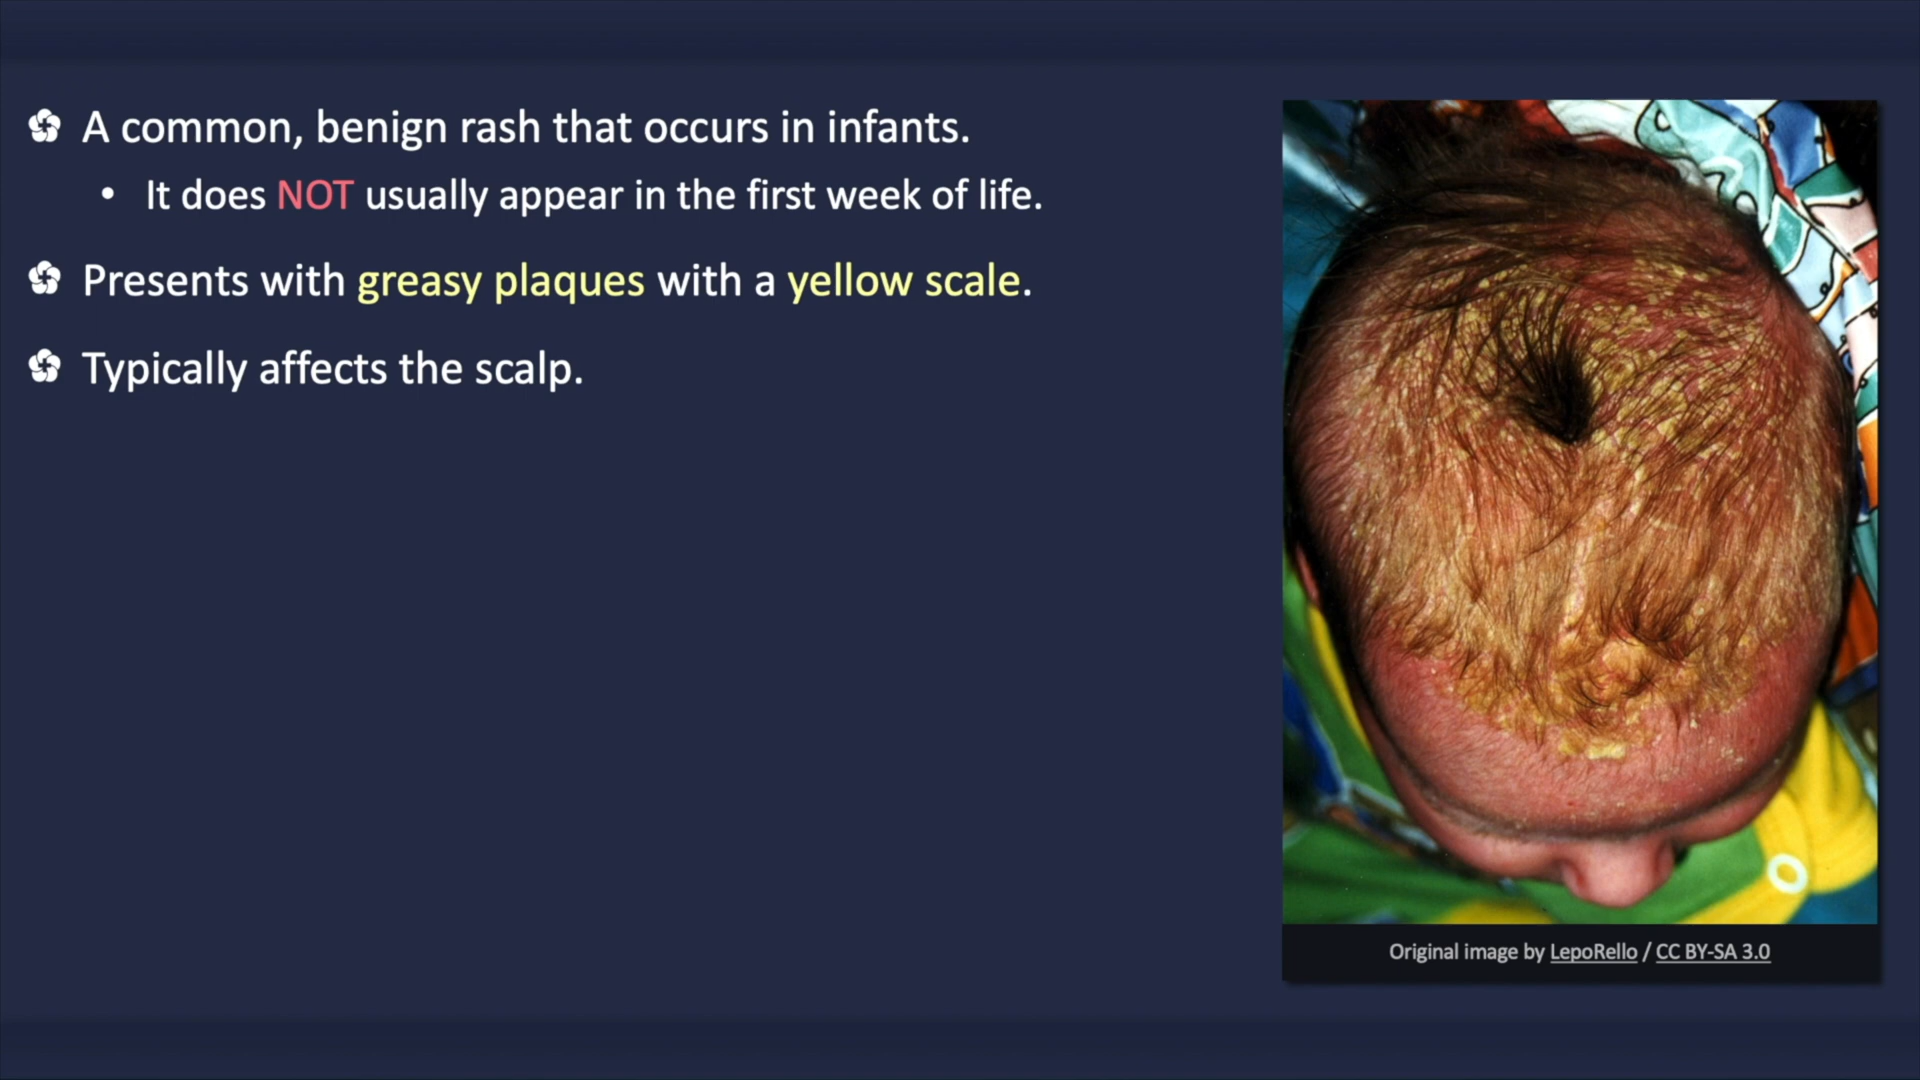 A common, benign rash that occurs in infants.
• It does NOT usually appear in the first week of life.
Presents with greasy plaques with a yellow scale.
Typically affects the scalp.
Original image by LepoRello / CC BY-SA 3.0